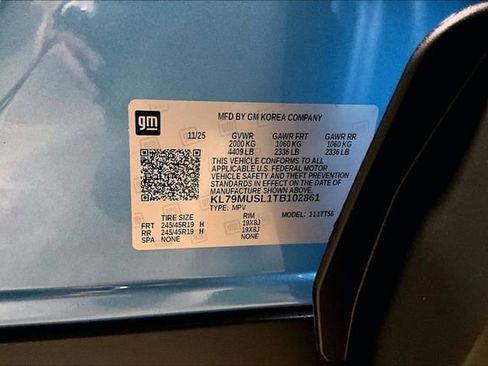 gm
MFD BY GM KOREA COMPANY
11/25 GVWR GAWR FRT GAWR RR
2000 KG 1060 KG 1060 KG
4409 LB 2336 LB 2336 LB
THIS VEHICLE CONFORMS TO ALL
APPLICABLE U.S. FEDERAL MOTOR
VEHICLE SAFETY AND THEFT PREVENTION
STANDARDS IN EFFECT ON THE DATE OF
MANUFACTURE SHOWN ABOVE.
KL79MUSL1TB102861
TYPE: MPV
TIRE SIZE RIM MODEL: 1TT56
FRT 245/45R19 H 19X8J
RR 245/45R19 H 19X8J
SPA NONE NONE